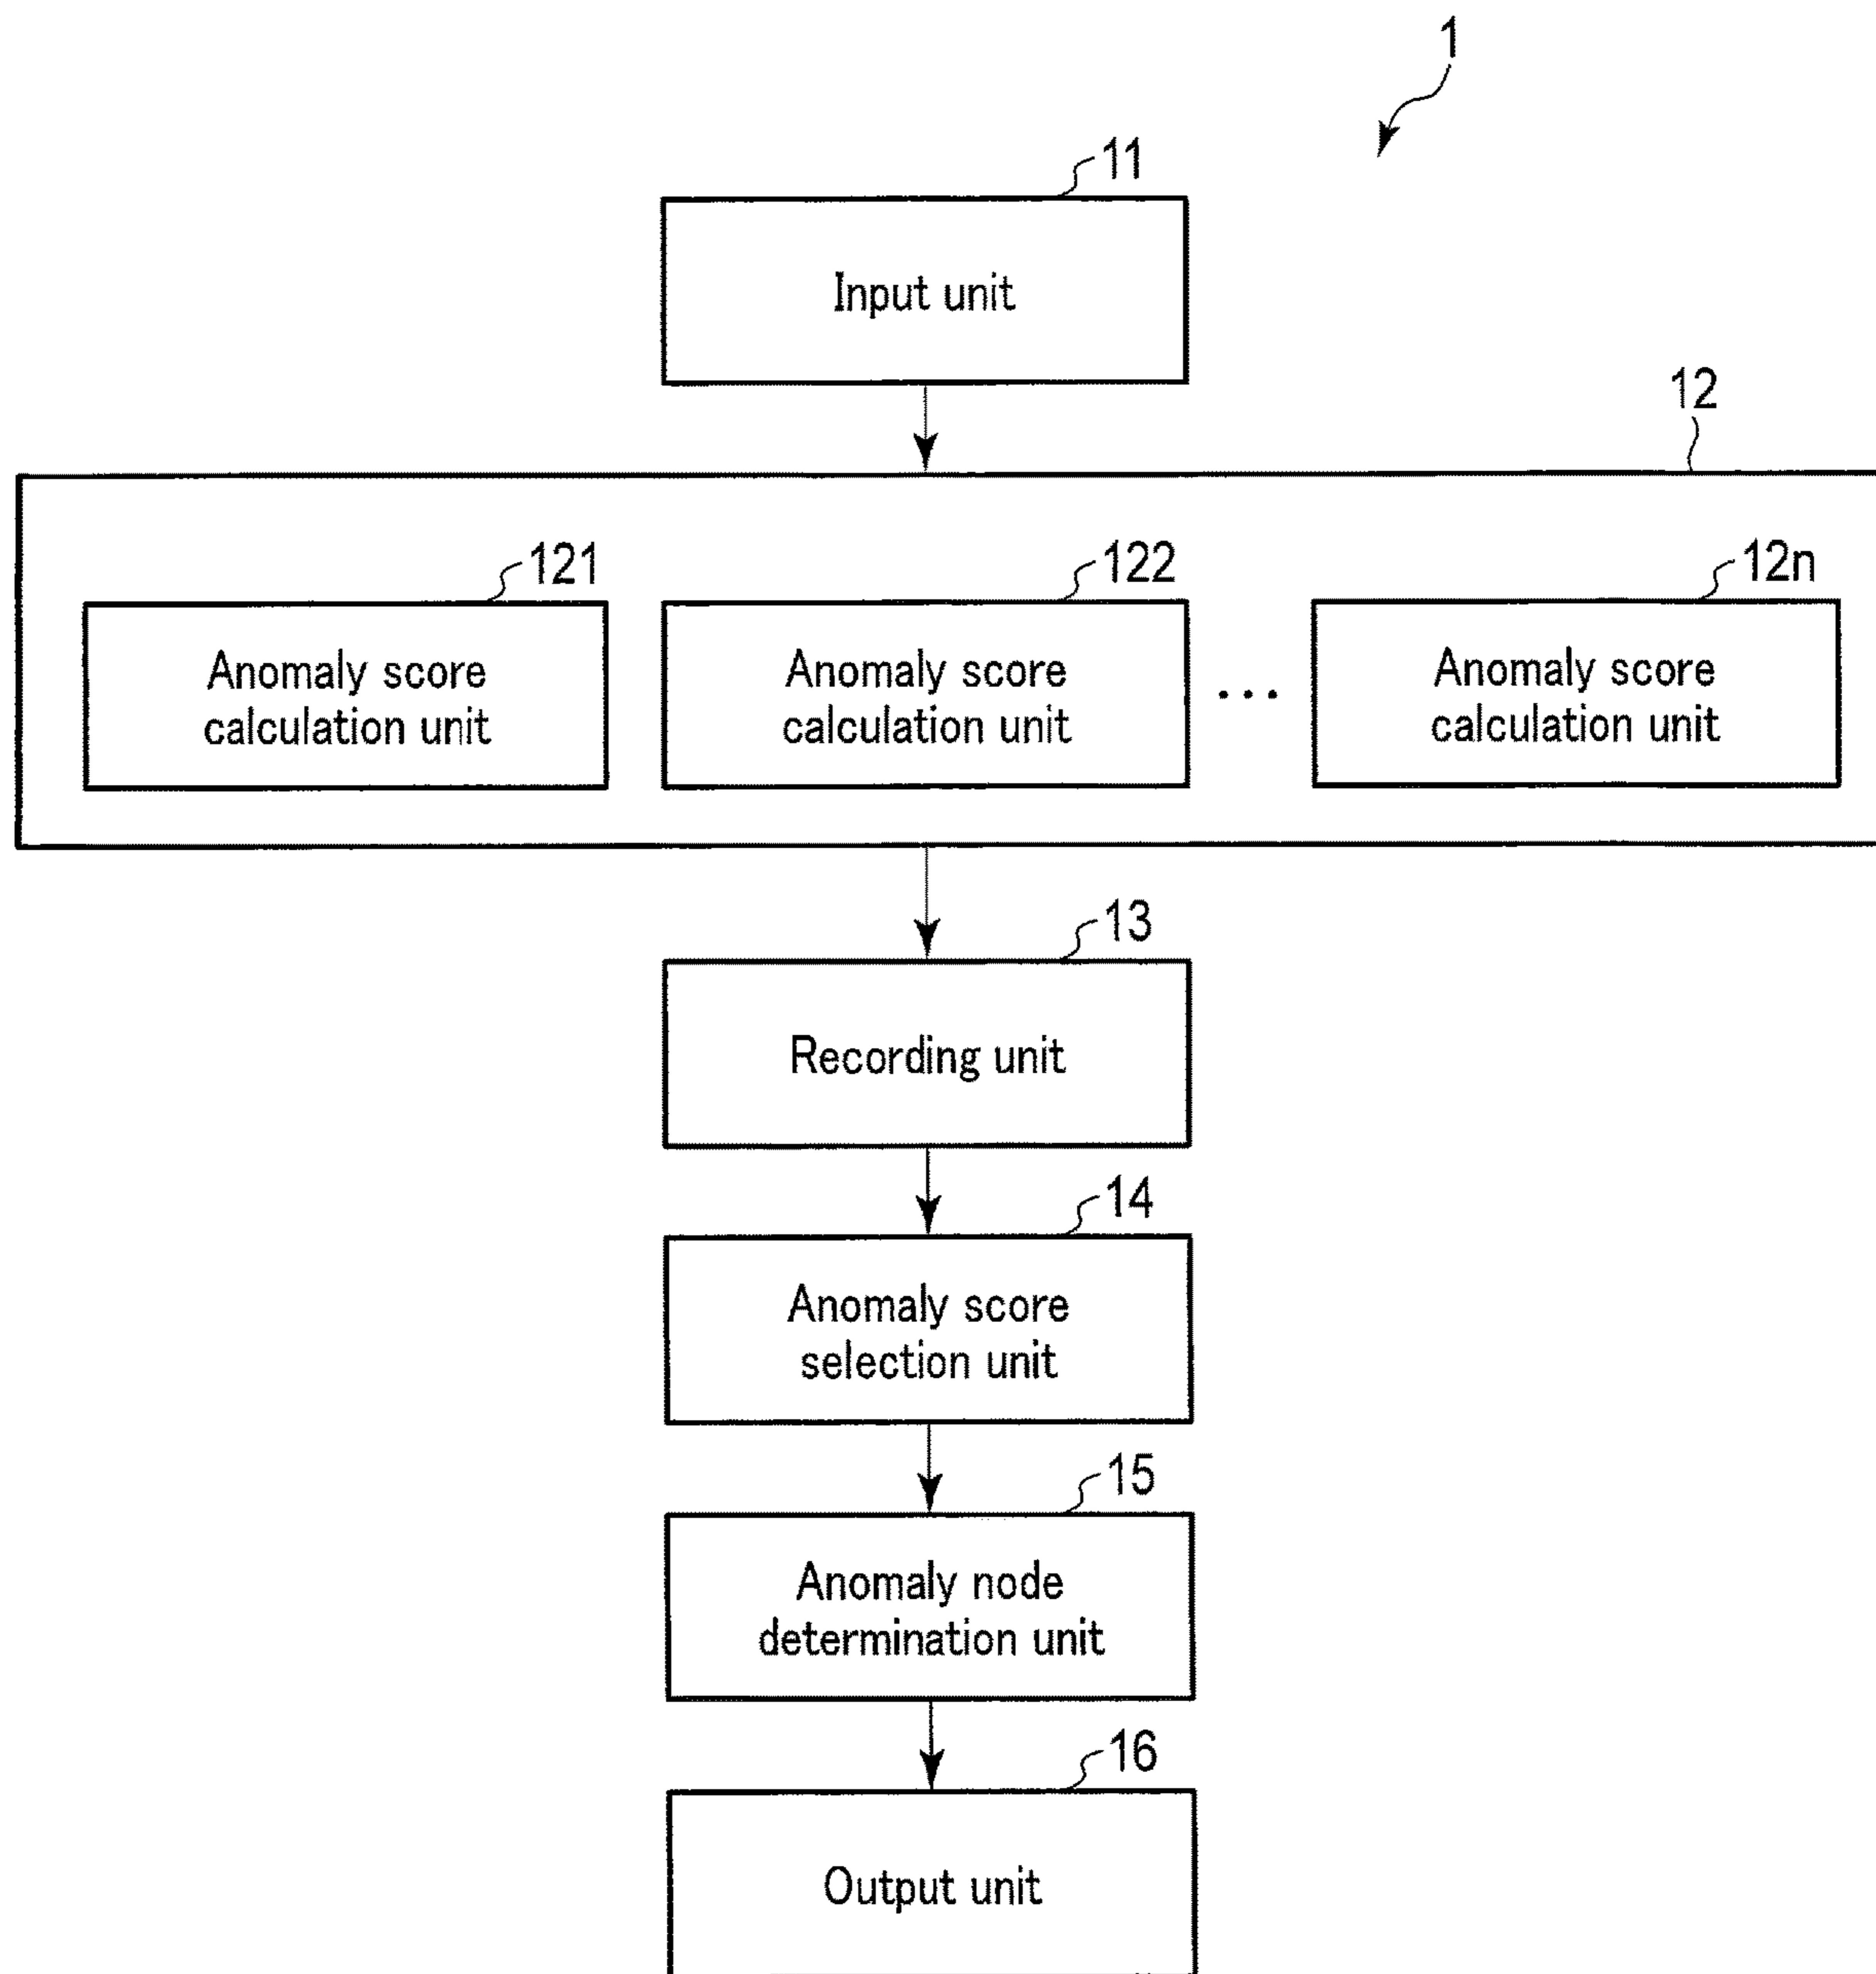 1
11
Input unit
12
121
122
12n
Anomaly score
calculation unit
Anomaly score
calculation unit
...
Anomaly score
calculation unit
13
Recording unit
14
Anomaly score
selection unit
15
Anomaly node
determination unit
16
Output unit